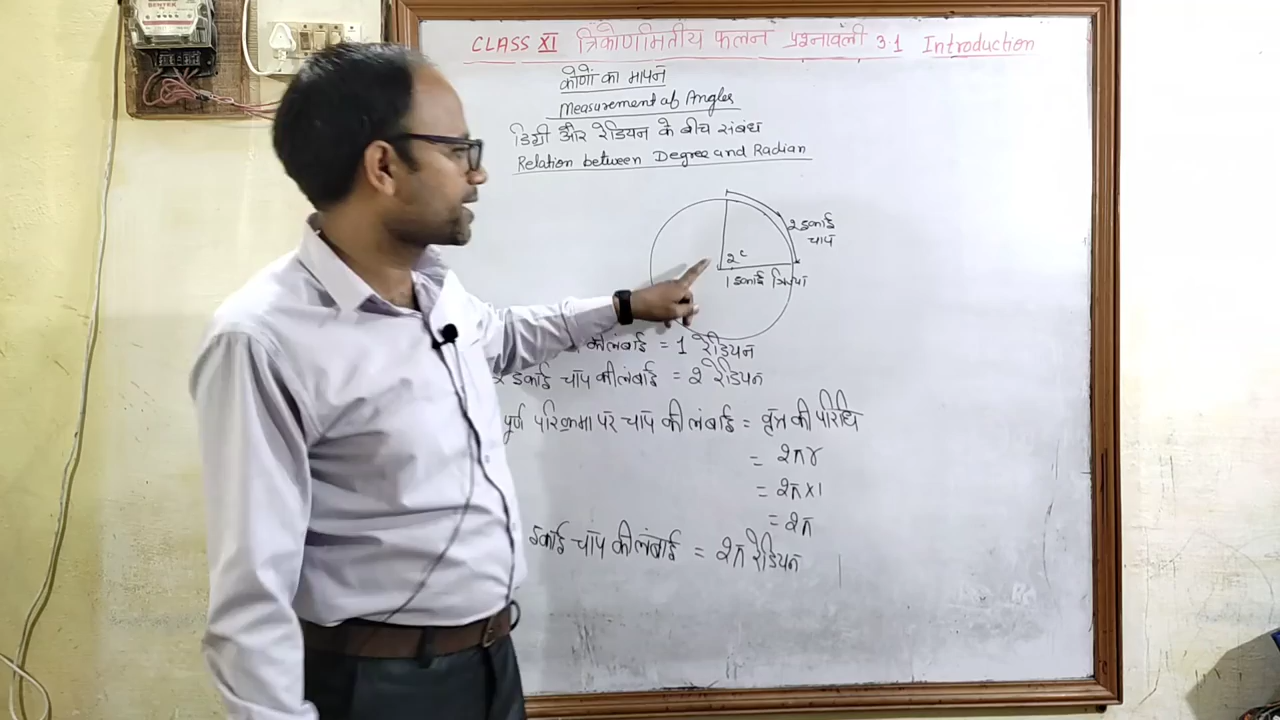 CLASS XI त्रिकोणमितीय फलन प्रश्नावली 3.1 Introduction
कोणों का मापन
Measurement of Angles
डिग्री और रेडियन के बीच संबंध
Relation between Degree and Radian
2 इकाई
चाप
2ᶜ
1 इकाई त्रिज्या
की लंबाई = 1 रेडियन
2 इकाई चाप की लंबाई = 2 रेडियन
पूर्ण परिक्रमा पर चाप की लंबाई = वृत्त की परिधि
= 2πr
= 2π×1
= 2π
इकाई चाप की लंबाई = 2π रेडियन